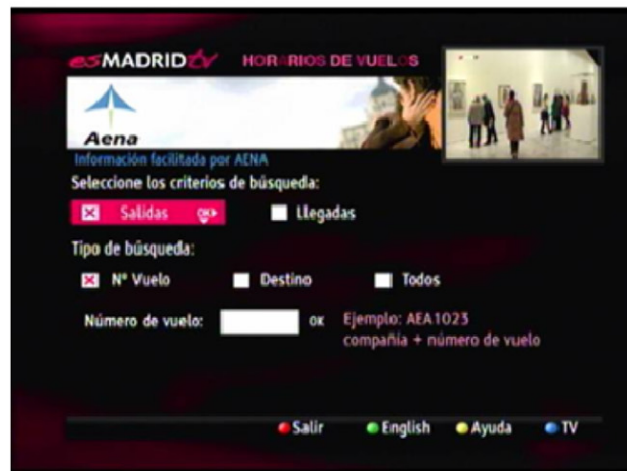 esMADRIDtv HORARIOS DE VUELOS
Aena
Información facilitada por AENA
Seleccione los criterios de búsqueda:
Salidas OK Llegadas
Tipo de búsqueda:
Nº Vuelo Destino Todos
Número de vuelo: OK Ejemplo: AEA1023
compañía + número de vuelo
Salir English Ayuda TV